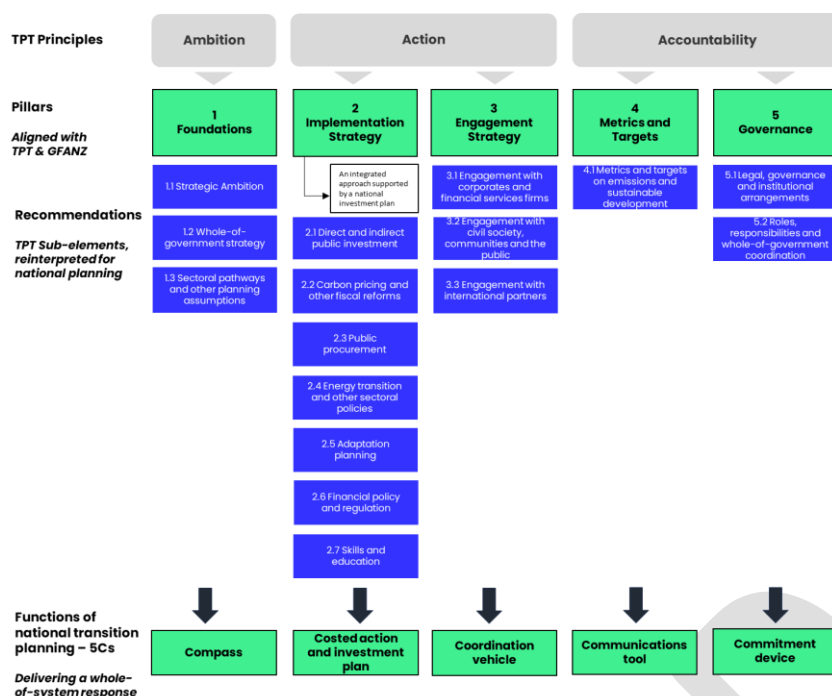 TPT Principles
Ambition
Action
Accountability
Pillars
Aligned with
TPT & GFANZ
1
Foundations
2
Implementation
Strategy
3
Engagement
Strategy
4
Metrics and
Targets
5
Governance
An integrated
approach supported
by a national
investment plan
Recommendations
TPT Sub-elements,
reinterpreted for
national planning
1.1 Strategic Ambition
1.2 Whole-of-
government strategy
1.3 Sectoral pathways
and other planning
assumptions
2.1 Direct and indirect
public investment
2.2 Carbon pricing and
other fiscal reforms
2.3 Public
procurement
2.4 Energy transition
and other sectoral
policies
2.5 Adaptation
planning
2.6 Financial policy
and regulation
2.7 Skills and
education
3.1 Engagement with
corporates and
financial services firms
3.2 Engagement with
civil society,
communities and the
public
3.3 Engagement with
international partners
4.1 Metrics and targets
on emissions and
sustainable
development
5.1 Legal, governance
and institutional
arrangements
5.2 Roles,
responsibilities and
whole-of-government
coordination
Functions of
national transition
planning – 5Cs
Delivering a whole-
of-system response
Compass
Costed action
and investment
plan
Coordination
vehicle
Communications
tool
Commitment
device